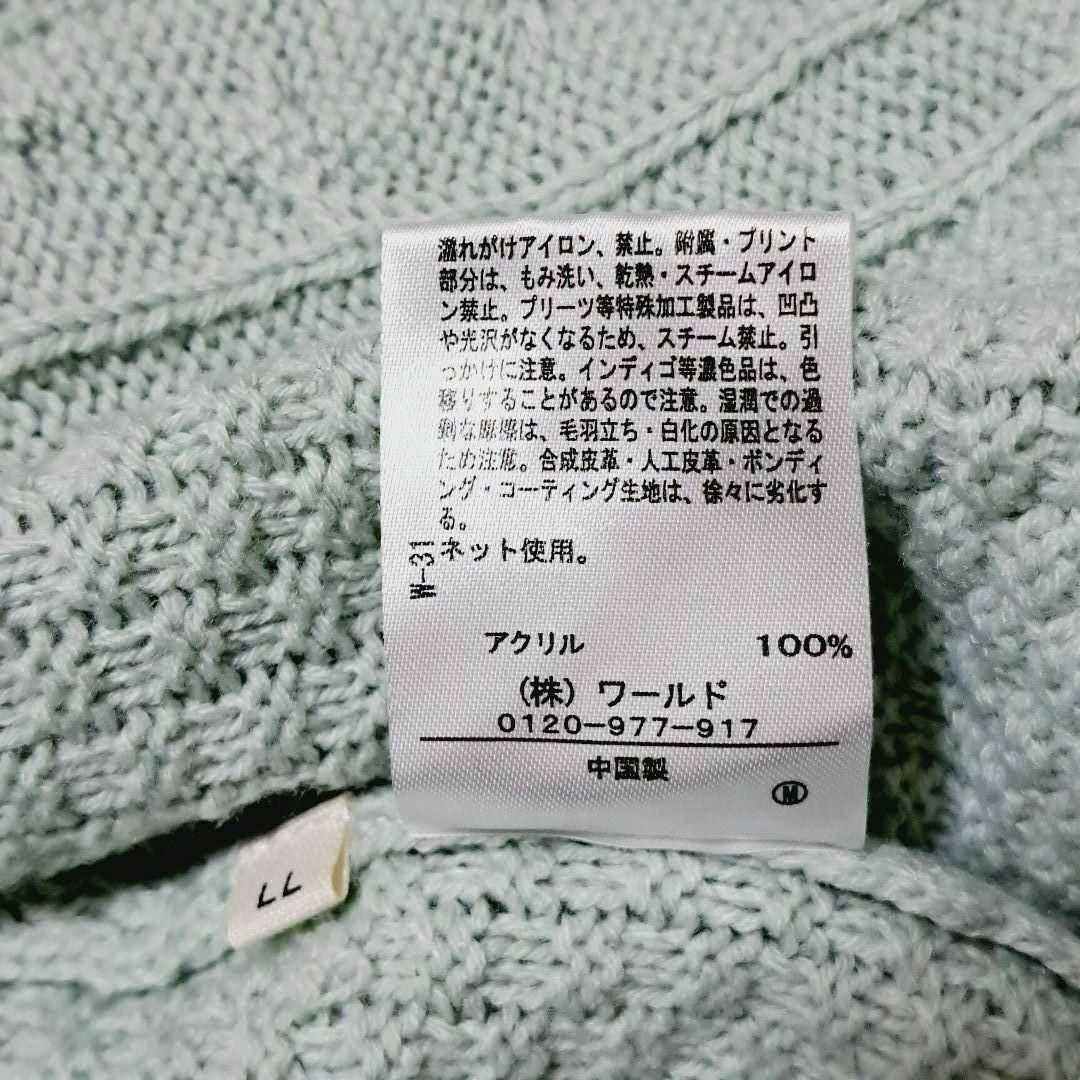 濡れがけアイロン、禁止。附属・プリント
部分は、もみ洗い、乾熱・スチームアイロ
ン禁止。プリーツ等特殊加工製品は、凹凸
や光沢がなくなるため、スチーム禁止。引
っかけに注意。インディゴ等濃色品は、色
移りすることがあるので注意。湿潤での過
剰な摩擦は、毛羽立ち・白化の原因となる
ため注意。合成皮革・人工皮革・ボンディ
ング・コーティング生地は、徐々に劣化す
る。
ネット使用。
W-31
アクリル 100%
(株) ワールド
0120-977-917
中国製
M
LL